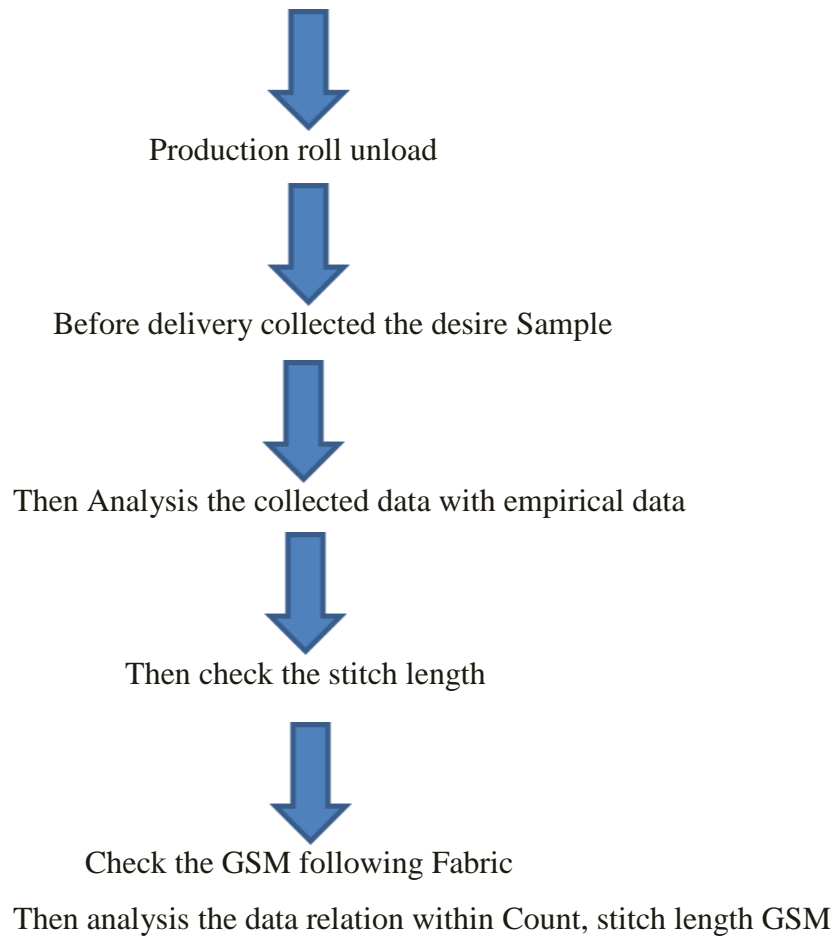 Production roll unload
Before delivery collected the desire Sample
Then Analysis the collected data with empirical data
Then check the stitch length
Check the GSM following Fabric
Then analysis the data relation within Count, stitch length GSM